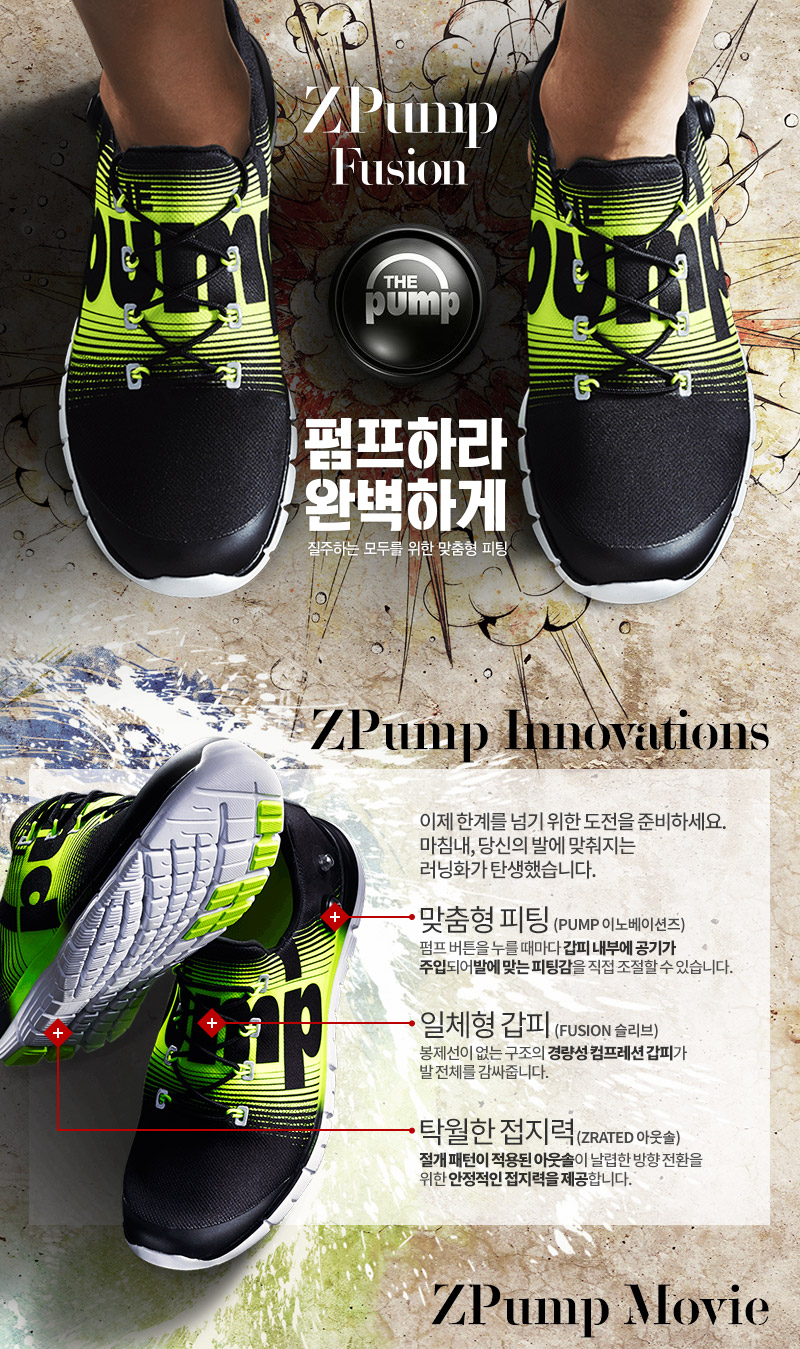 ZPump
Fusion
THE
pump
THE
pump
THE
pump
펌프하라
완벽하게
질주하는 모두를 위한 맞춤형 피팅
ZPump Innovations
이제 한계를 넘기 위한 도전을 준비하세요.
마침내, 당신의 발에 맞춰지는
러닝화가 탄생했습니다.
맞춤형 피팅 (PUMP 이노베이션즈)
펌프 버튼을 누를 때마다 갑피 내부에 공기가
주입되어 발에 맞는 피팅감을 직접 조절할 수 있습니다.
일체형 갑피 (FUSION 슬리브)
봉제선이 없는 구조의 경량성 컴프레션 갑피가
발 전체를 감싸줍니다.
탁월한 접지력(ZRATED 아웃솔)
절개 패턴이 적용된 아웃솔이 날렵한 방향 전환을
위한 안정적인 접지력을 제공합니다.
ZPump Movie